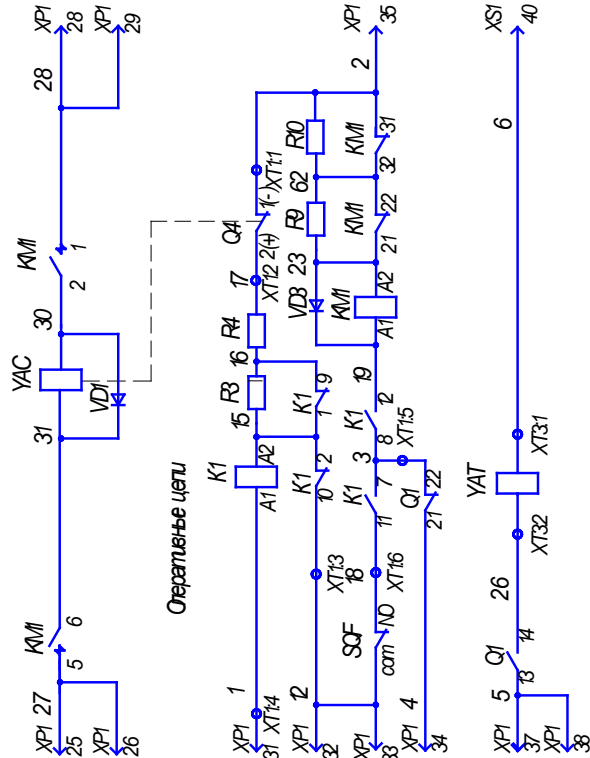 XP1
25
27
KM1
5
6
31
YAC
VD1
30
KM1
2
1
28
XP1
28
XP1
29
XP1
26
Оперативные цепи
XP1
31
1
XT1:4
K1
A1
A2
15
R3
16
R4
17
XT1:2
Q4
2(+)
1(-)
XT1:1
XP1
32
12
XT1:3
K1
10
2
K1
1
9
VD3
23
R9
62
R10
XP1
33
SQF
com
NO
18
XT1:6
K1
11
7
3
XT1:5
K1
8
12
19
KM1
A1
A2
KM1
21
22
KM1
32
31
2
XP1
35
XP1
34
4
Q1
21
22
XP1
37
5
Q1
13
14
26
XT3:2
YAT
XT3:1
6
XS1
40
XP1
38